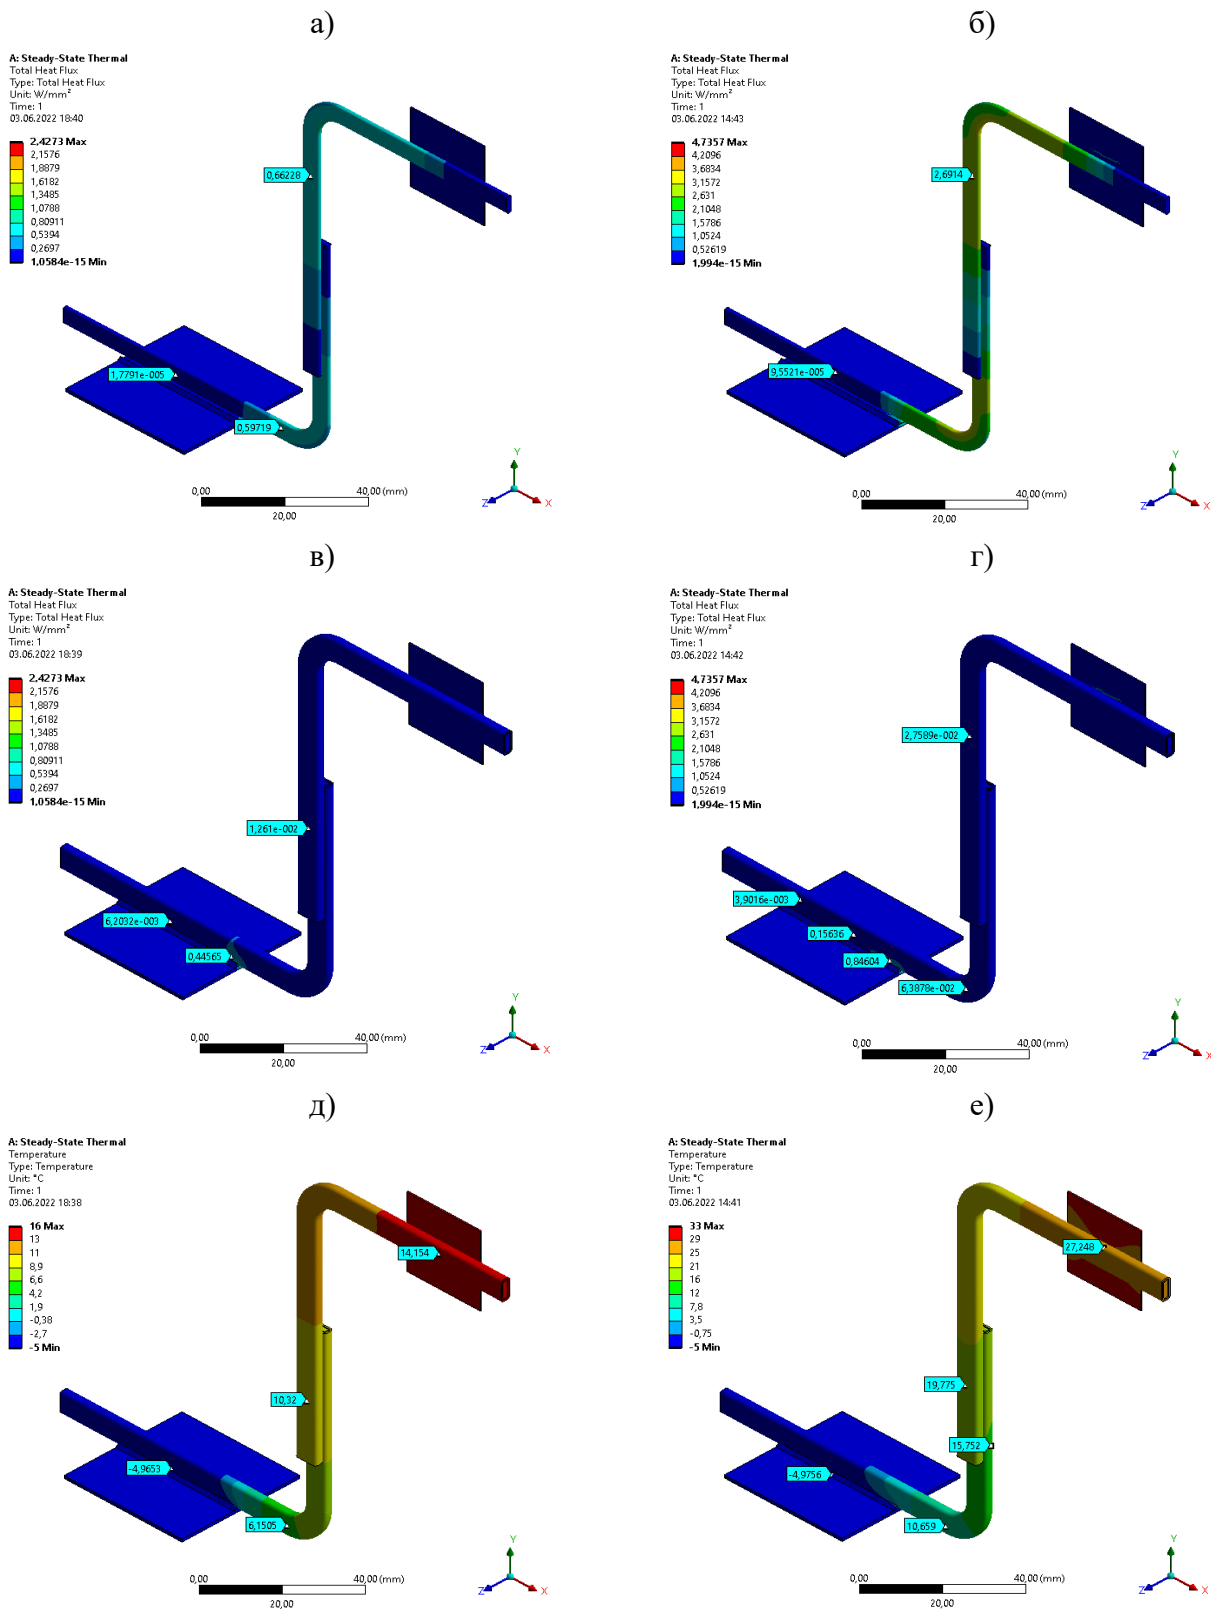 а)
A: Steady-State Thermal
Total Heat Flux
Type: Total Heat Flux
Unit: W/mm²
Time: 1
03.06.2022 18:40
2,4273 Max
2,1576
1,8879
1,6182
1,3485
1,0788
0,80911
0,5394
0,2697
1,0584e-15 Min
0,66228
1,7791e-005
0,59719
0,00
40,00 (mm)
20,00
Y
Z
X
б)
A: Steady-State Thermal
Total Heat Flux
Type: Total Heat Flux
Unit: W/mm²
Time: 1
03.06.2022 14:43
4,7357 Max
4,2096
3,6834
3,1572
2,631
2,1048
1,5786
1,0524
0,52619
1,994e-15 Min
2,6914
9,5521e-005
0,00
40,00 (mm)
20,00
Y
Z
X
в)
A: Steady-State Thermal
Total Heat Flux
Type: Total Heat Flux
Unit: W/mm²
Time: 1
03.06.2022 18:39
2,4273 Max
2,1576
1,8879
1,6182
1,3485
1,0788
0,80911
0,5394
0,2697
1,0584e-15 Min
1,261e-002
6,2032e-003
0,44565
0,00
40,00 (mm)
20,00
Y
Z
X
г)
A: Steady-State Thermal
Total Heat Flux
Type: Total Heat Flux
Unit: W/mm²
Time: 1
03.06.2022 14:42
4,7357 Max
4,2096
3,6834
3,1572
2,631
2,1048
1,5786
1,0524
0,52619
1,994e-15 Min
2,7589e-002
3,9016e-003
0,15636
0,84604
6,3878e-002
0,00
40,00 (mm)
20,00
Y
Z
X
д)
A: Steady-State Thermal
Temperature
Type: Temperature
Unit: °C
Time: 1
03.06.2022 18:38
16 Max
13
11
8,9
6,6
4,2
1,9
-0,38
-2,7
-5 Min
14,154
10,32
-4,9653
6,1505
0,00
40,00 (mm)
20,00
Y
Z
X
е)
A: Steady-State Thermal
Temperature
Type: Temperature
Unit: °C
Time: 1
03.06.2022 14:41
33 Max
29
25
21
16
12
7,8
3,5
-0,75
-5 Min
27,248
19,775
15,752
-4,9756
10,659
0,00
40,00 (mm)
20,00
Y
Z
X